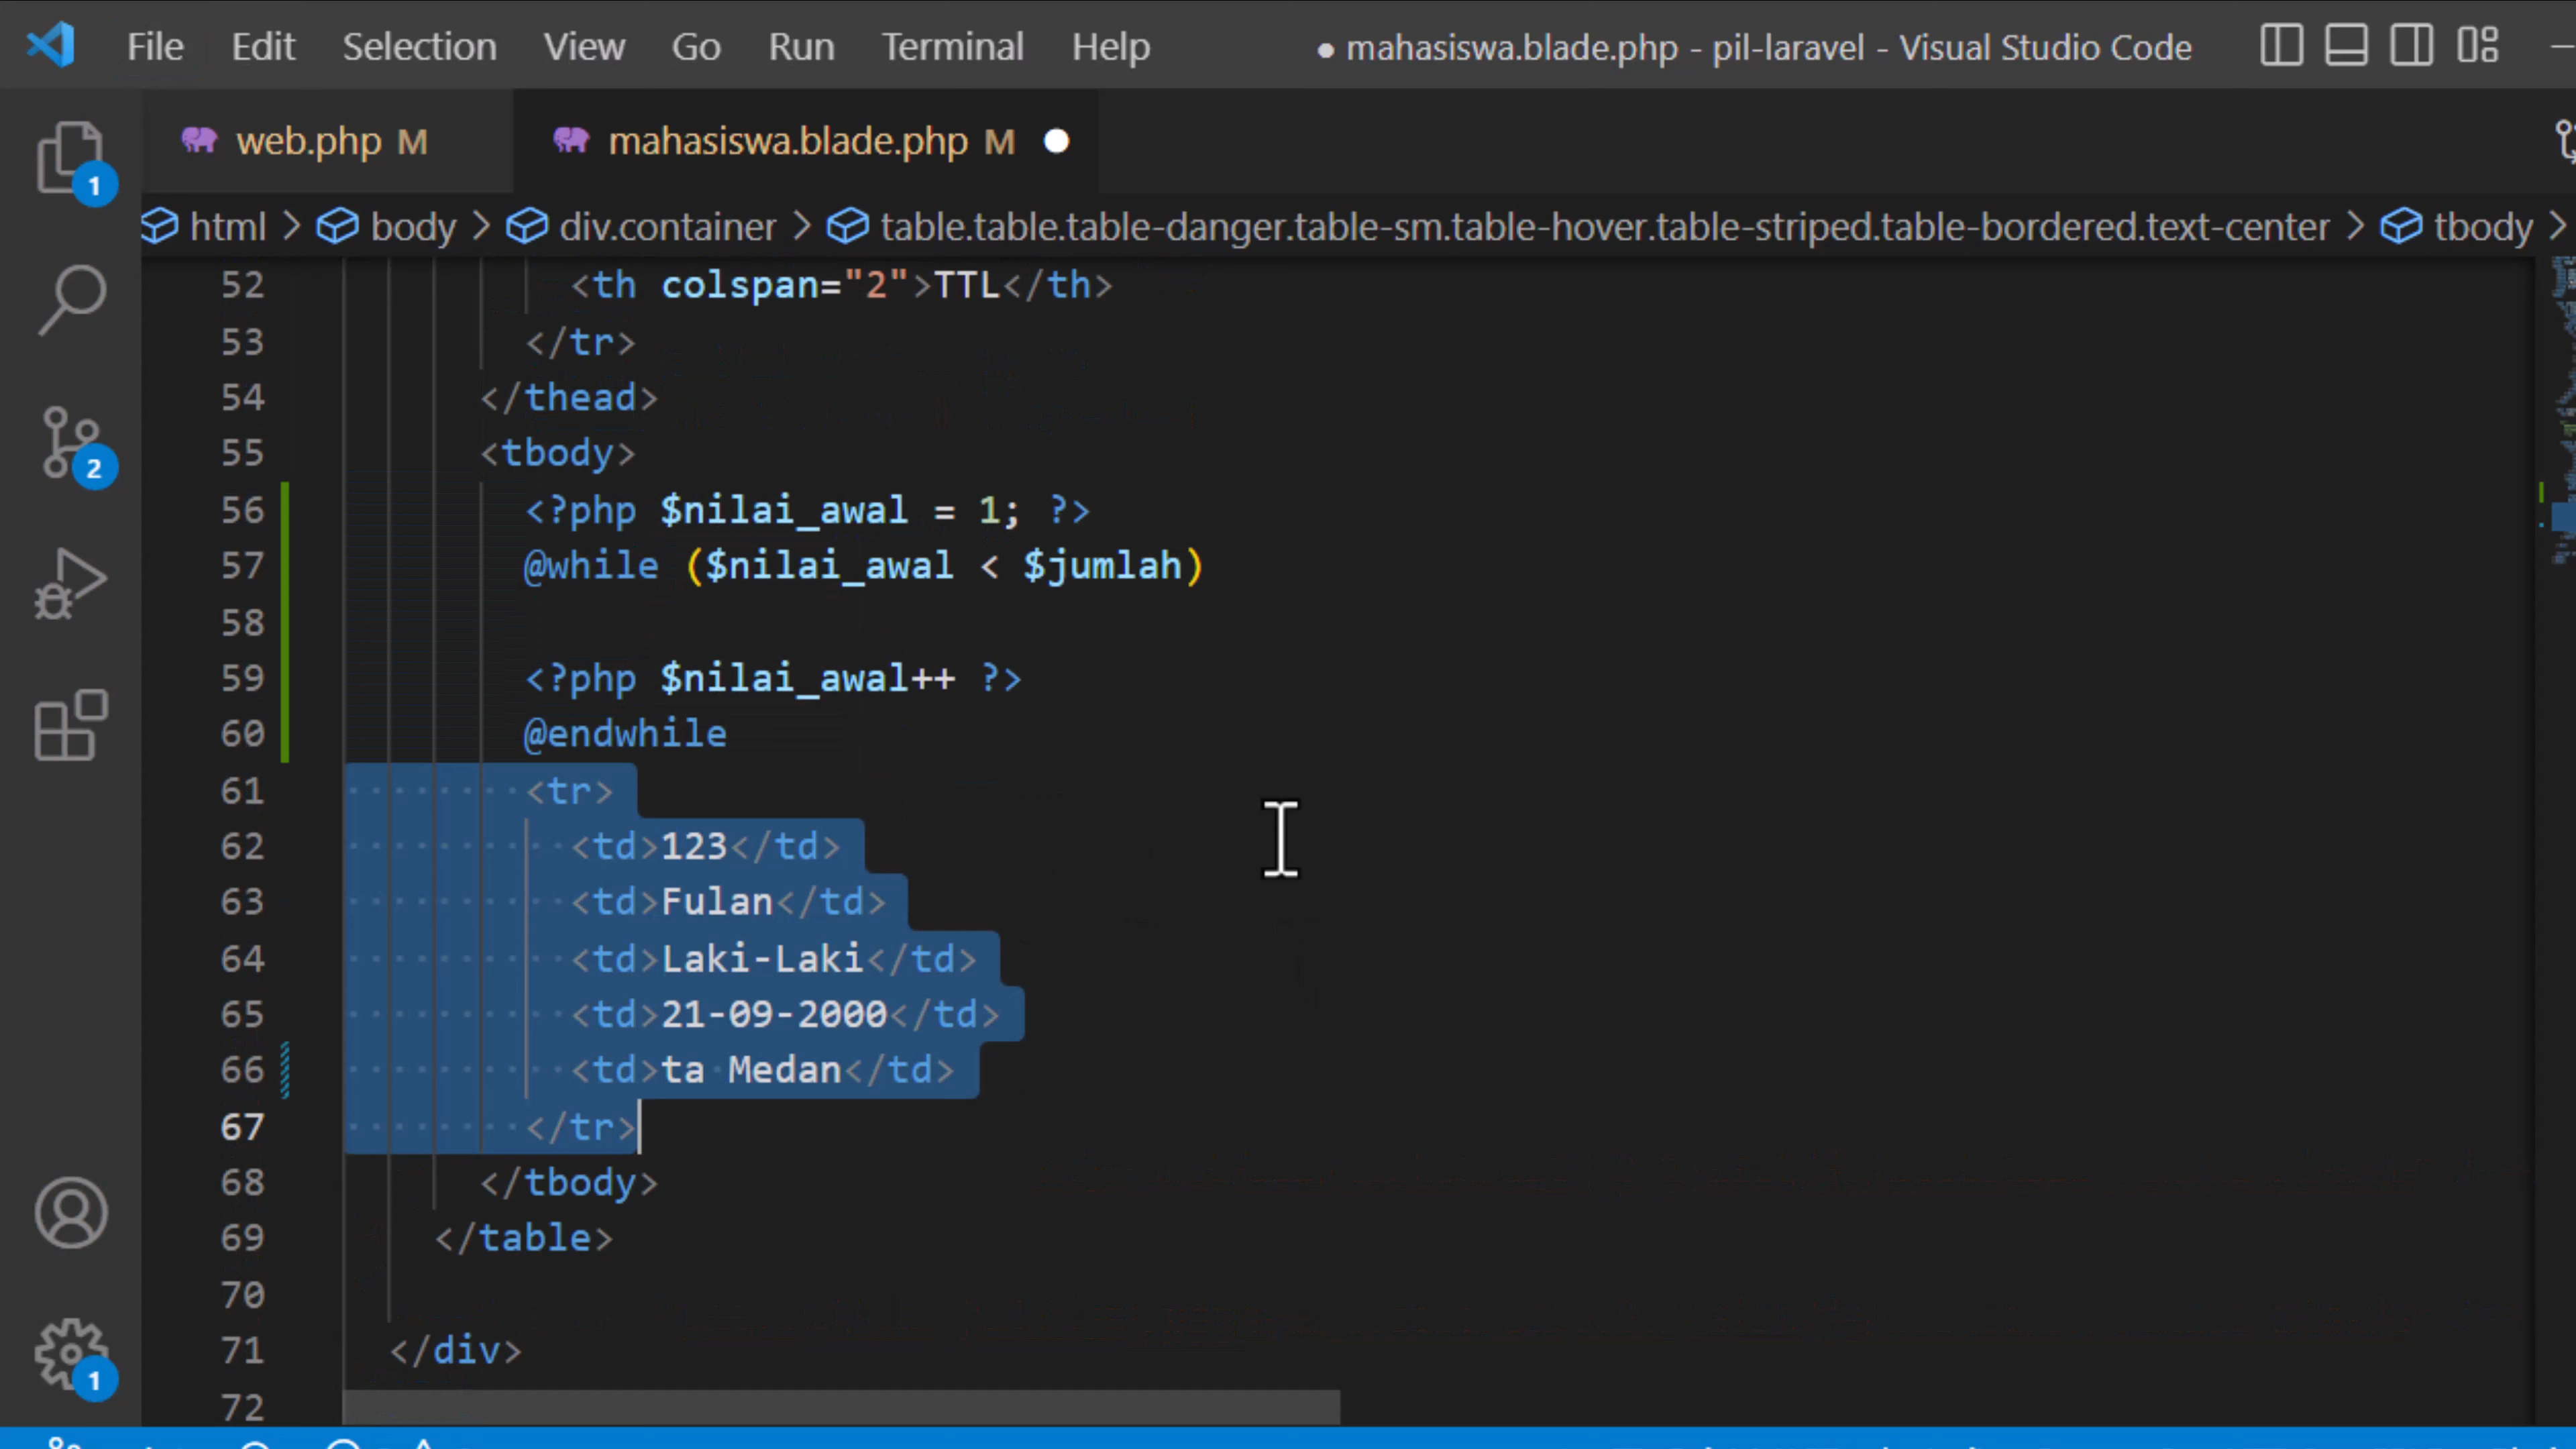 File Edit Selection View Go Run Terminal Help ● mahasiswa.blade.php - pil-laravel - Visual Studio Code
web.php M mahasiswa.blade.php M
1
html > body > div.container > table.table.table-danger.table-sm.table-hover.table-striped.table-bordered.text-center > tbody >
52 <th colspan="2">TTL</th>
53 </tr>
54 </thead>
55 <tbody>
2
56 <?php $nilai_awal = 1; ?>
57 @while ($nilai_awal < $jumlah)
58
59 <?php $nilai_awal++ ?>
60 @endwhile
61 <tr>
62 <td>123</td>
63 <td>Fulan</td>
64 <td>Laki-Laki</td>
65 <td>21-09-2000</td>
66 <td>ta Medan</td>
67 </tr>
68 </tbody>
69 </table>
70
71 </div>
1
72